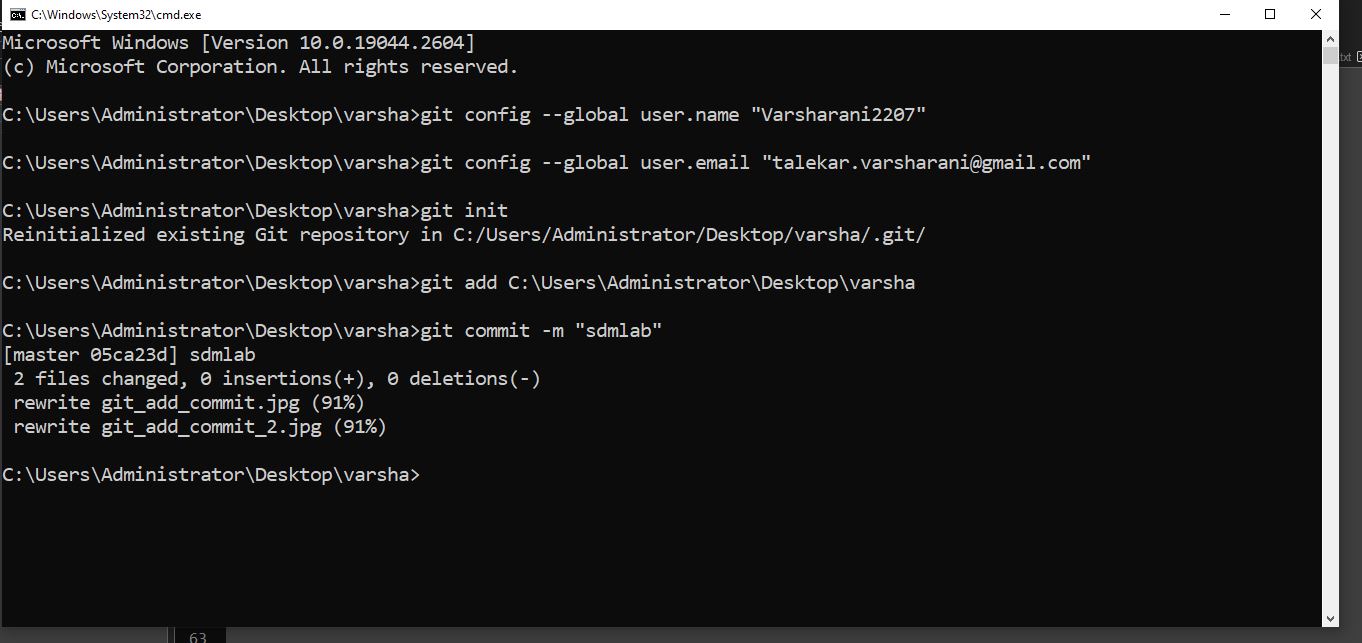 C:\Windows\System32\cmd.exe
Microsoft Windows [Version 10.0.19044.2604]
(c) Microsoft Corporation. All rights reserved.
C:\Users\Administrator\Desktop\varsha>git config --global user.name "Varsharani2207"
C:\Users\Administrator\Desktop\varsha>git config --global user.email "talekar.varsharani@gmail.com"
C:\Users\Administrator\Desktop\varsha>git init
Reinitialized existing Git repository in C:/Users/Administrator/Desktop/varsha/.git/
C:\Users\Administrator\Desktop\varsha>git add C:\Users\Administrator\Desktop\varsha
C:\Users\Administrator\Desktop\varsha>git commit -m "sdmlab"
[master 05ca23d] sdmlab
 2 files changed, 0 insertions(+), 0 deletions(-)
 rewrite git_add_commit.jpg (91%)
 rewrite git_add_commit_2.jpg (91%)
C:\Users\Administrator\Desktop\varsha>
txt
63